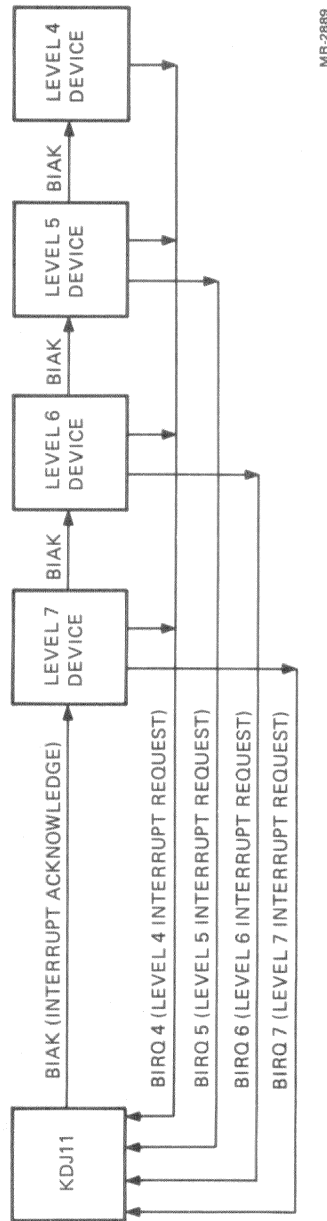 KDJ11
BIAK (INTERRUPT ACKNOWLEDGE)
LEVEL 7
DEVICE
BIAK
LEVEL 6
DEVICE
BIAK
LEVEL 5
DEVICE
BIAK
LEVEL 4
DEVICE
BIRQ 4 (LEVEL 4 INTERRUPT REQUEST)
BIRQ 5 (LEVEL 5 INTERRUPT REQUEST)
BIRQ 6 (LEVEL 6 INTERRUPT REQUEST)
BIRQ 7 (LEVEL 7 INTERRUPT REQUEST)
MR-2889